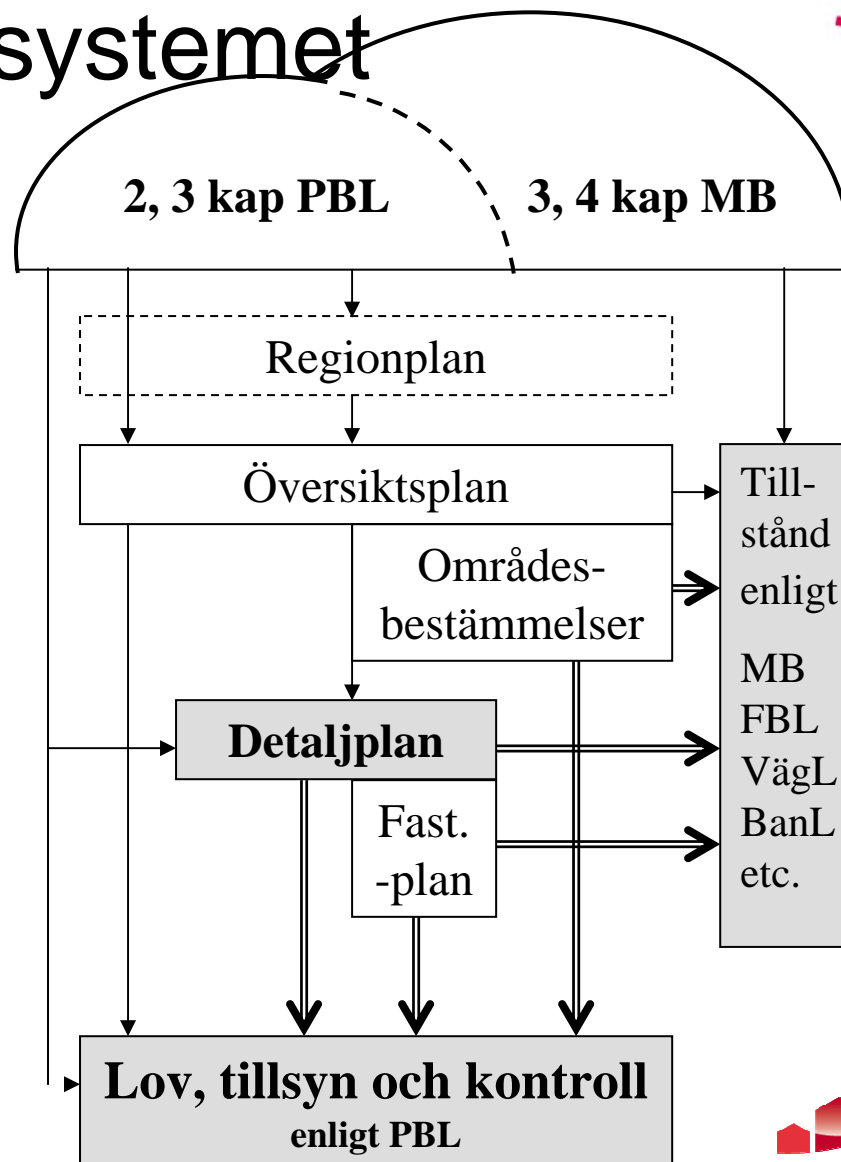 systemet
2, 3 kap PBL
3, 4 kap MB
Regionplan
Översiktsplan
Områdes-
bestämmelser
Detaljplan
Fast.
-plan
Till-
stånd
enligt
MB
FBL
VägL
BanL
etc.
Lov, tillsyn och kontroll
enligt PBL